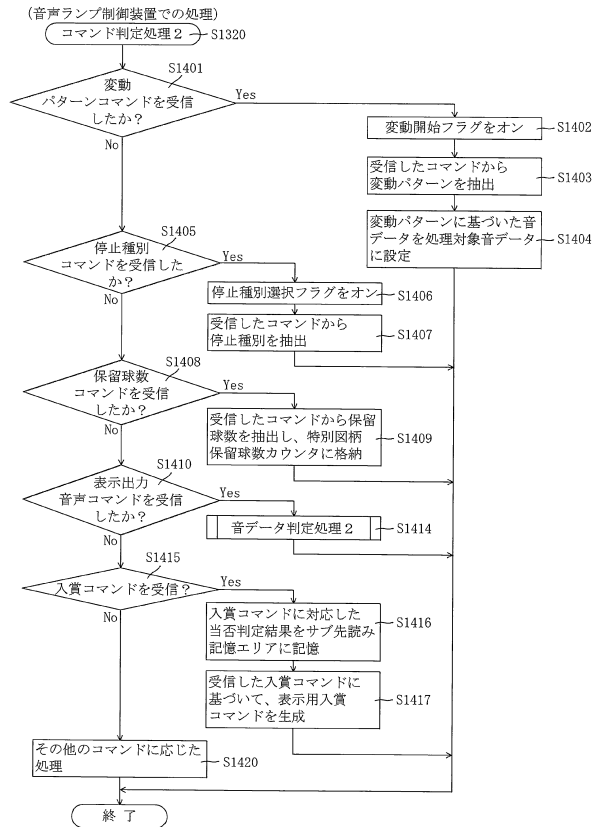 (音声ランプ制御装置での処理)
コマンド判定処理2
S1320
S1401
変動
パターンコマンドを受信
したか?
Yes
No
変動開始フラグをオン
S1402
受信したコマンドから
変動パターンを抽出
S1403
変動パターンに基づいた音
データを処理対象音データ
に設定
S1404
S1405
停止種別
コマンドを受信した
か?
Yes
No
停止種別選択フラグをオン
S1406
受信したコマンドから
停止種別を抽出
S1407
S1408
保留球数
コマンドを受信
したか?
Yes
No
受信したコマンドから保留
球数を抽出し、特別図柄
保留球数カウンタに格納
S1409
S1410
表示出力
音声コマンドを受信
したか?
Yes
No
音データ判定処理2
S1414
S1415
入賞コマンドを受信?
Yes
No
入賞コマンドに対応した
当否判定結果をサブ先読み
記憶エリアに記憶
S1416
受信した入賞コマンドに
基づいて、表示用入賞
コマンドを生成
S1417
その他のコマンドに応じた
処理
S1420
終了